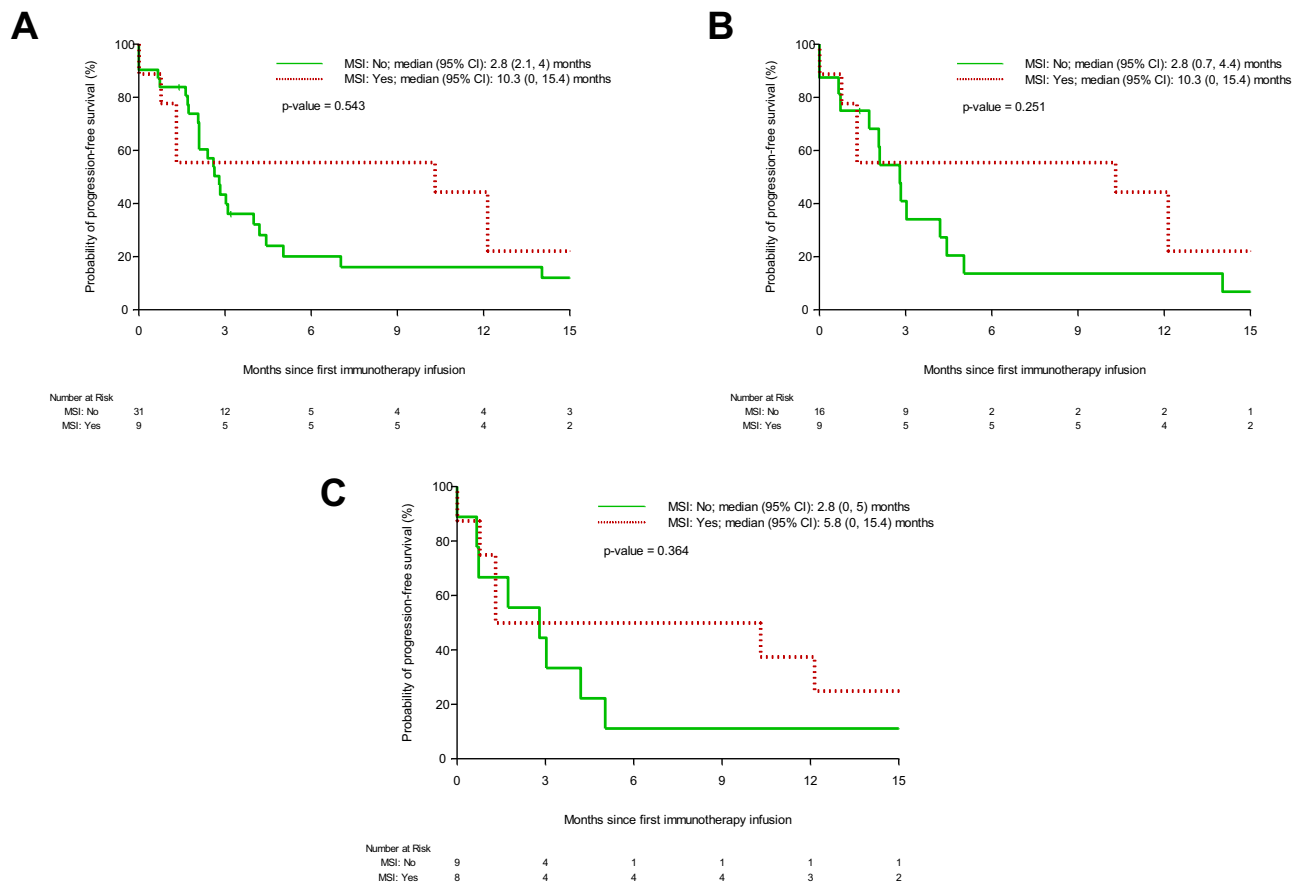 A
Probability of progression-free survival (%)
100
80
60
40
20
0
MSI: No; median (95% CI): 2.8 (2.1, 4) months
MSI: Yes; median (95% CI): 10.3 (0, 15.4) months
p-value = 0.543
0 3 6 9 12 15
Months since first immunotherapy infusion
Number at Risk
MSI: No 31 12 5 4 4 3
MSI: Yes 9 5 5 5 4 2
B
Probability of progression-free survival (%)
100
80
60
40
20
0
MSI: No; median (95% CI): 2.8 (0.7, 4.4) months
MSI: Yes; median (95% CI): 10.3 (0, 15.4) months
p-value = 0.251
0 3 6 9 12 15
Months since first immunotherapy infusion
Number at Risk
MSI: No 16 9 2 2 2 1
MSI: Yes 9 5 5 5 4 2
C
Probability of progression-free survival (%)
100
80
60
40
20
0
MSI: No; median (95% CI): 2.8 (0, 5) months
MSI: Yes; median (95% CI): 5.8 (0, 15.4) months
p-value = 0.364
0 3 6 9 12 15
Months since first immunotherapy infusion
Number at Risk
MSI: No 9 4 1 1 1 1
MSI: Yes 8 4 4 4 3 2